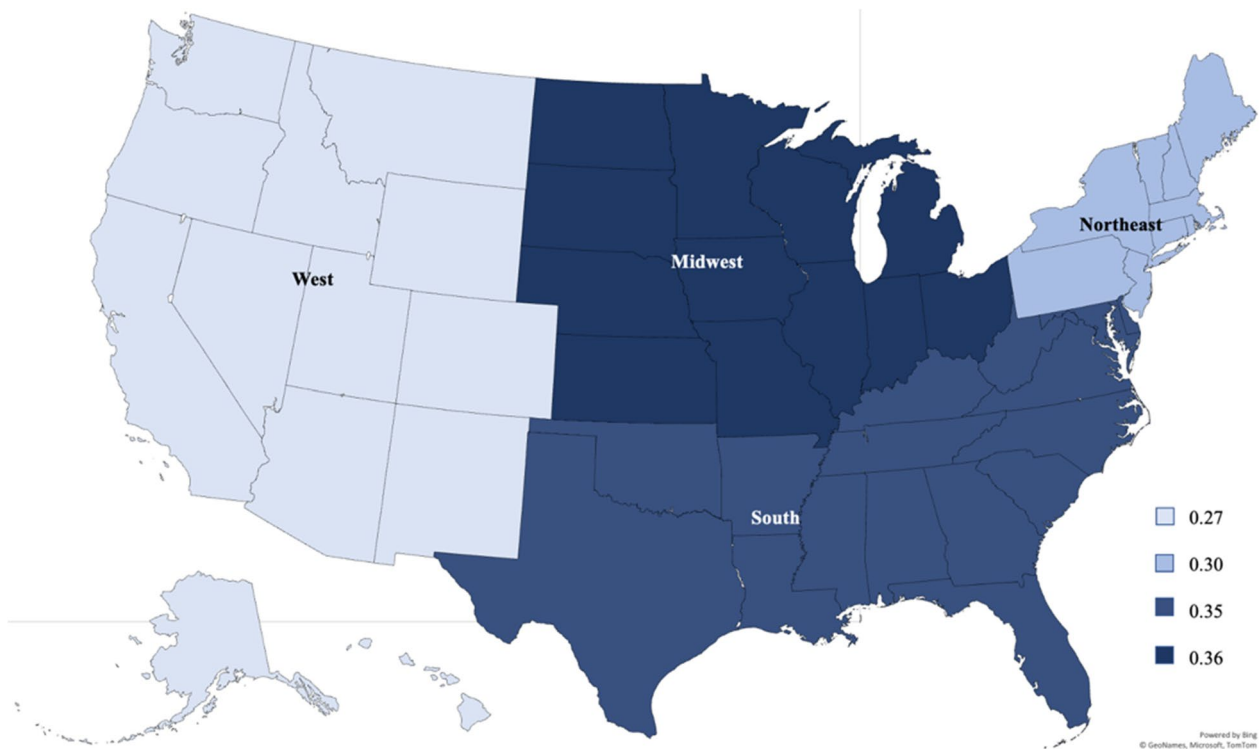 Northeast
Midwest
West
South
0.27
0.30
0.35
0.36
Powered by Bing
© GeoNames, Microsoft, TomTom